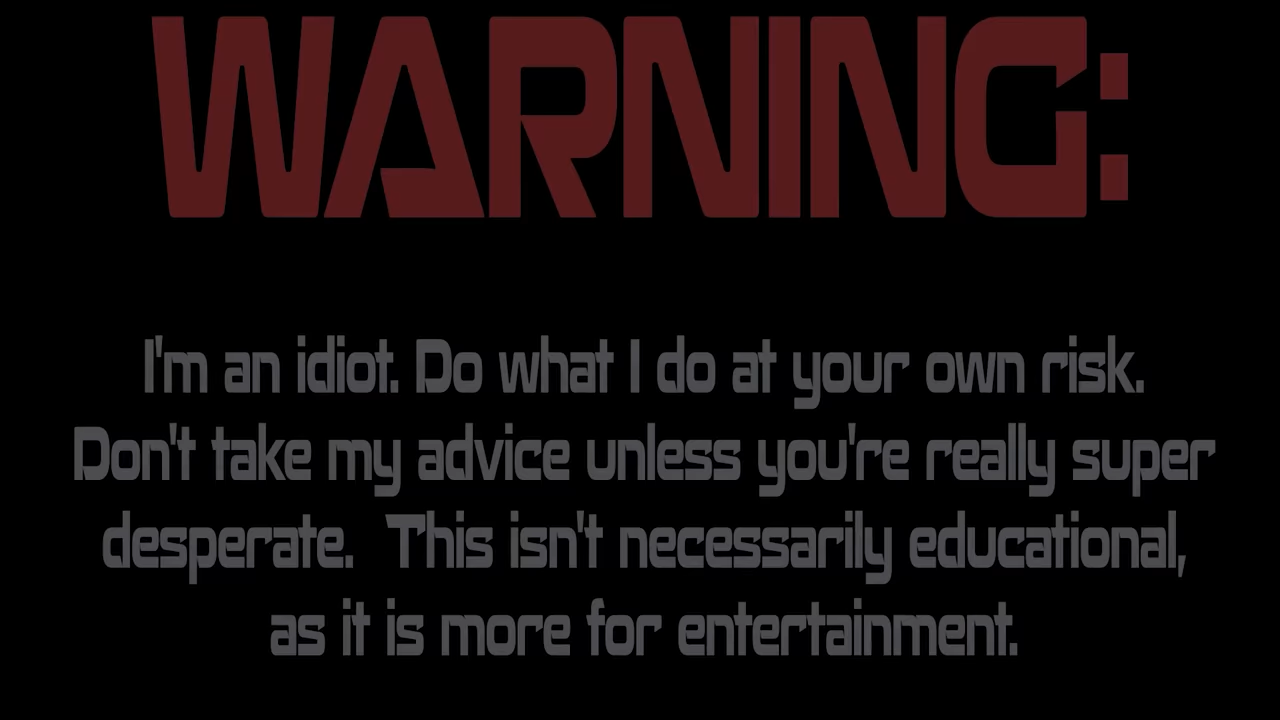 WARNING:
I'm an idiot. Do what I do at your own risk.
Don't take my advice unless you're really super
desperate.  This isn't necessarily educational,
as it is more for entertainment.